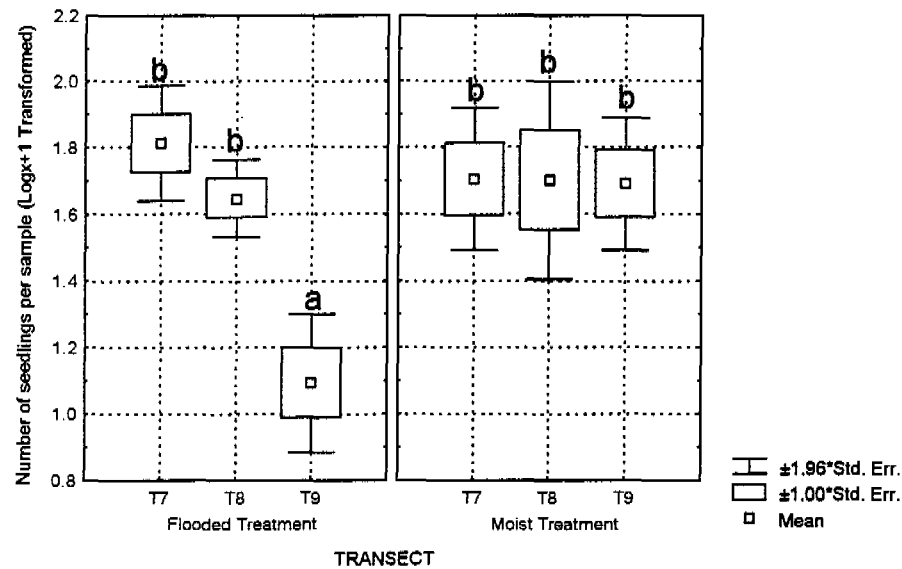 Number of seedlings per sample (Logx+1 Transformed)
2.2
2.0
1.8
1.6
1.4
1.2
1.0
0.8
b
b
a
b
b
b
T7 T8 T9
Flooded Treatment
T7 T8 T9
Moist Treatment
TRANSECT
±1.96*Std. Err.
±1.00*Std. Err.
Mean